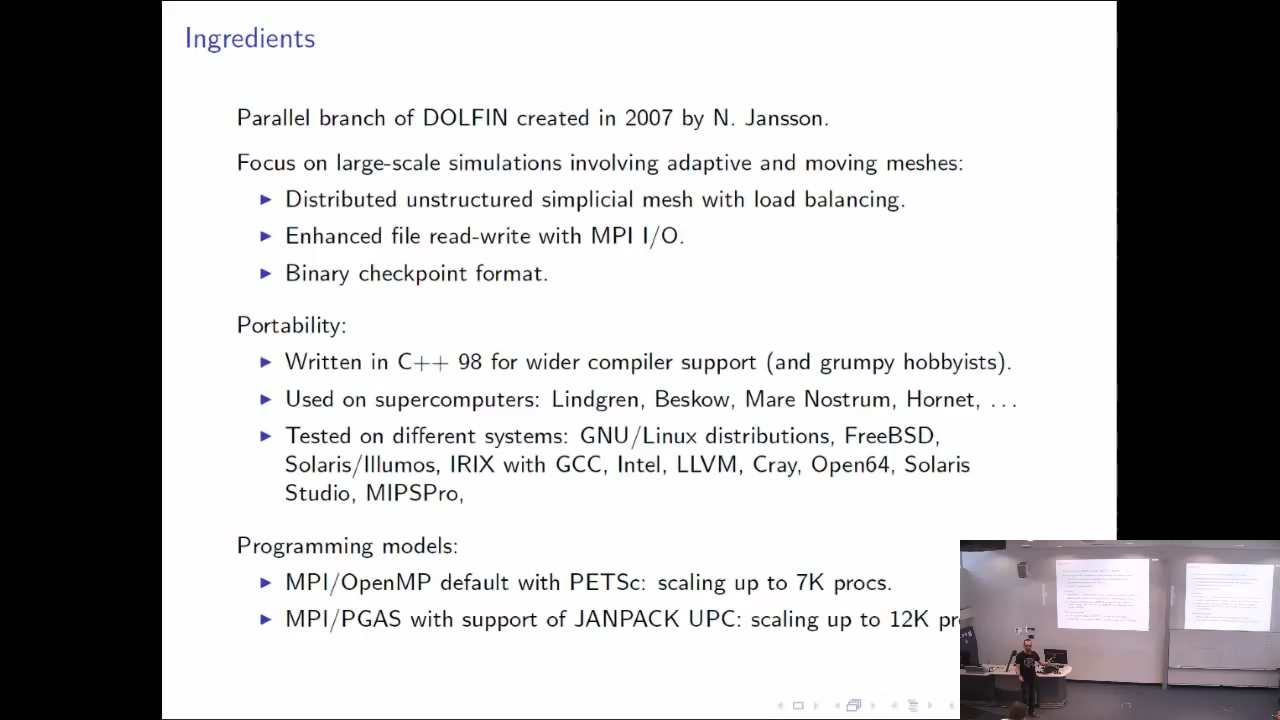 Ingredients
Parallel branch of DOLFIN created in 2007 by N. Jansson.
Focus on large-scale simulations involving adaptive and moving meshes:
Distributed unstructured simplicial mesh with load balancing.
Enhanced file read-write with MPI I/O.
Binary checkpoint format.
Portability:
Written in C++ 98 for wider compiler support (and grumpy hobbyists).
Used on supercomputers: Lindgren, Beskow, Mare Nostrum, Hornet, ...
Tested on different systems: GNU/Linux distributions, FreeBSD,
Solaris/Illumos, IRIX with GCC, Intel, LLVM, Cray, Open64, Solaris
Studio, MIPSPro,
Programming models:
MPI/OpenMP default with PETSc: scaling up to 7K procs.
MPI/PGAS with support of JANPACK UPC: scaling up to 12K